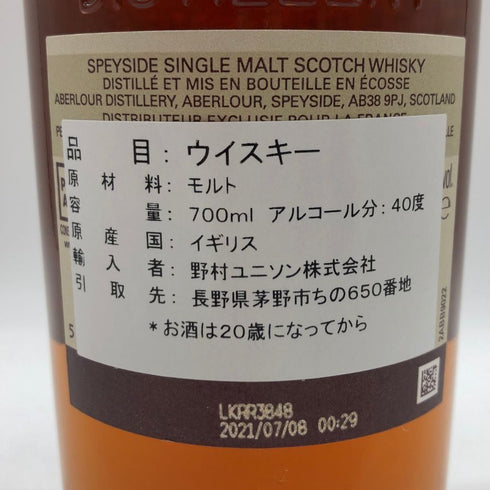 SPEYSIDE SINGLE MALT SCOTCH WHISKY
DISTILLÉ ET MIS EN BOUTEILLE EN ÉCOSSE
ABERLOUR DISTILLERY, ABERLOUR, SPEYSIDE, AB38 9PJ, SCOTLAND
DISTRIBUTEUR EXCLUSIF POUR LA FRANCE
品目：ウイスキー
原材料：モルト
容量：700ml アルコール分：40度
原産国：イギリス
輸入者：野村ユニソン株式会社
引取先：長野県茅野市ちの650番地
*お酒は20歳になってから
vol.
e
5
2ABB9022
LKRR3848
2021/07/08 00:29